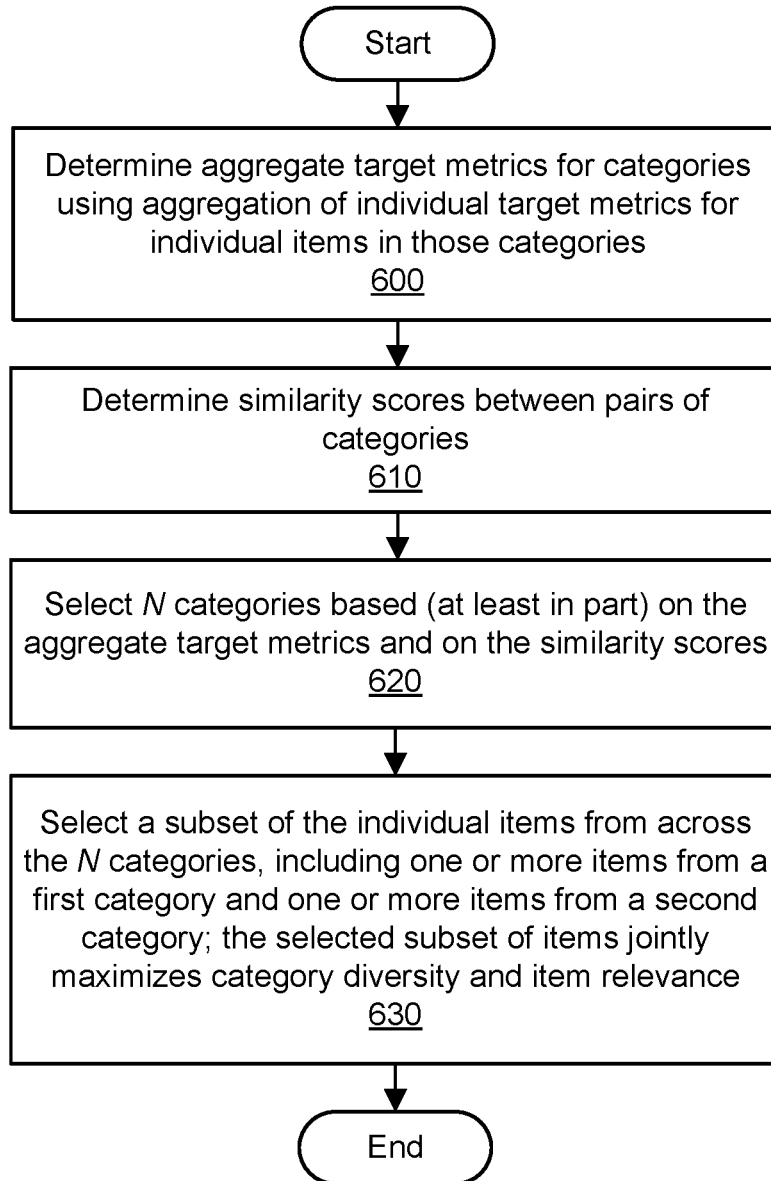 Start
Determine aggregate target metrics for categories
using aggregation of individual target metrics for
individual items in those categories
600
Determine similarity scores between pairs of
categories
610
Select N categories based (at least in part) on the
aggregate target metrics and on the similarity scores
620
Select a subset of the individual items from across
the N categories, including one or more items from a
first category and one or more items from a second
category; the selected subset of items jointly
maximizes category diversity and item relevance
630
End